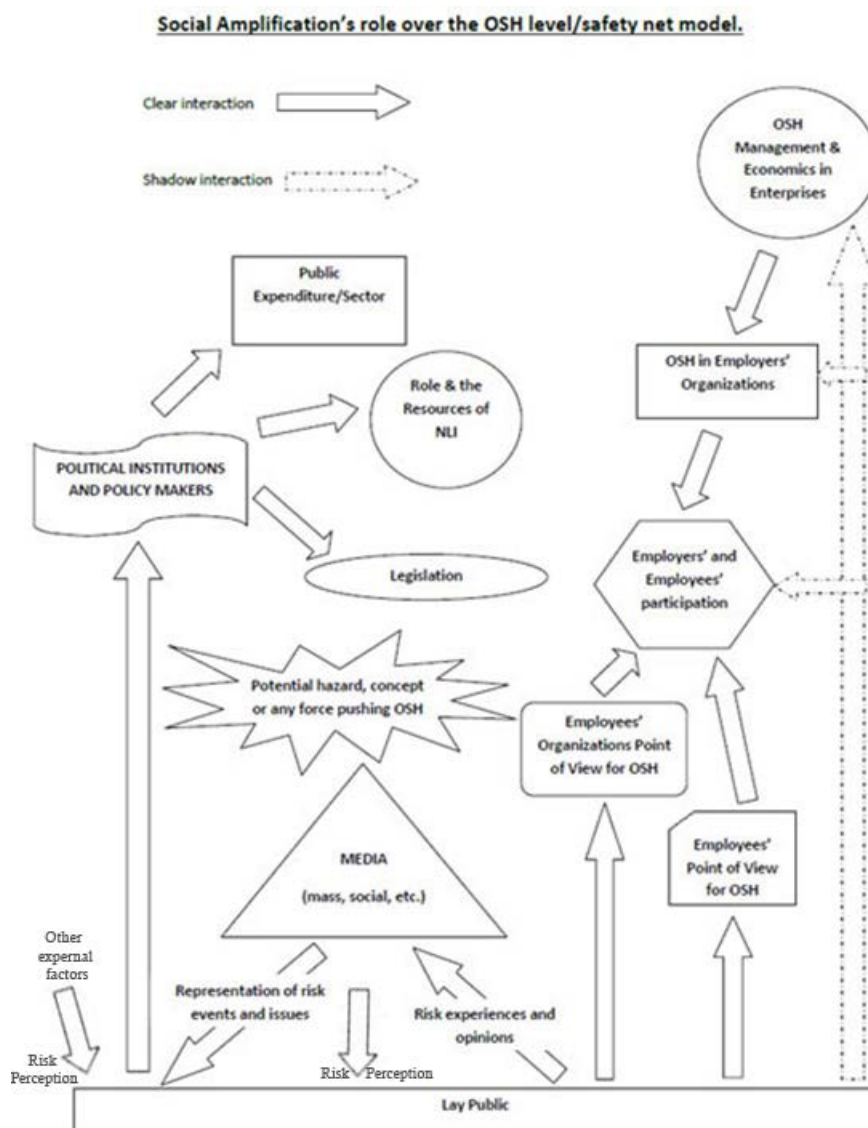 Social Amplification's role over the OSH level/safety net model.
Clear interaction
Shadow interaction
OSH
Management &
Economics in
Enterprises
Public
Expenditure/Sector
OSH in Employers'
Organizations
Role & the
Resources of
NLI
POLITICAL INSTITUTIONS
AND POLICY MAKERS
Legislation
Employers' and
Employees'
participation
Potential hazard, concept
or any force pushing OSH
Employees'
Organizations Point
of View for OSH
MEDIA
(mass, social, etc.)
Employees'
Point of View
for OSH
Other
expernal
factors
Representation of risk
events and issues
Risk experiences and
opinions
Risk
Perception
Risk Perception
Lay Public